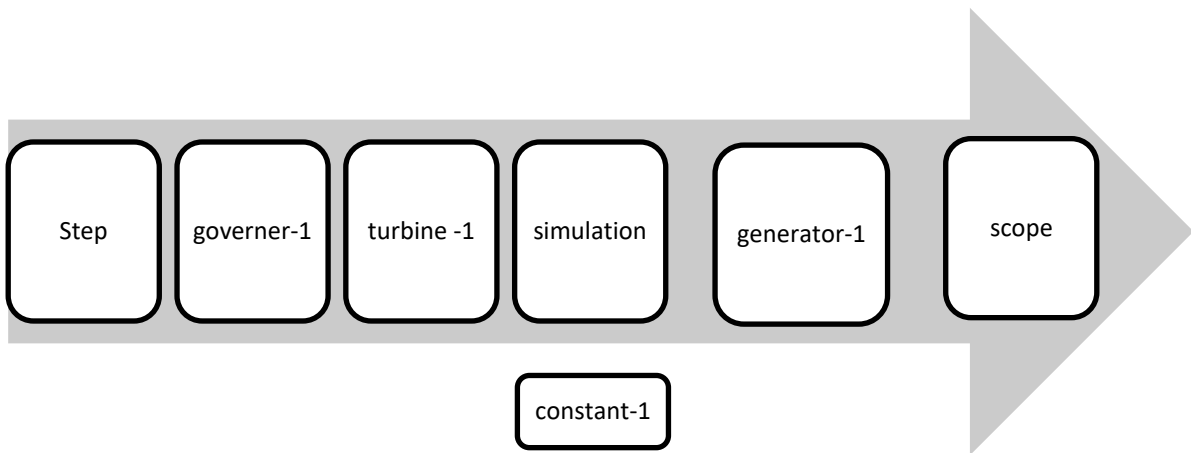 Step
governer-1
turbine -1
simulation
generator-1
scope
constant-1